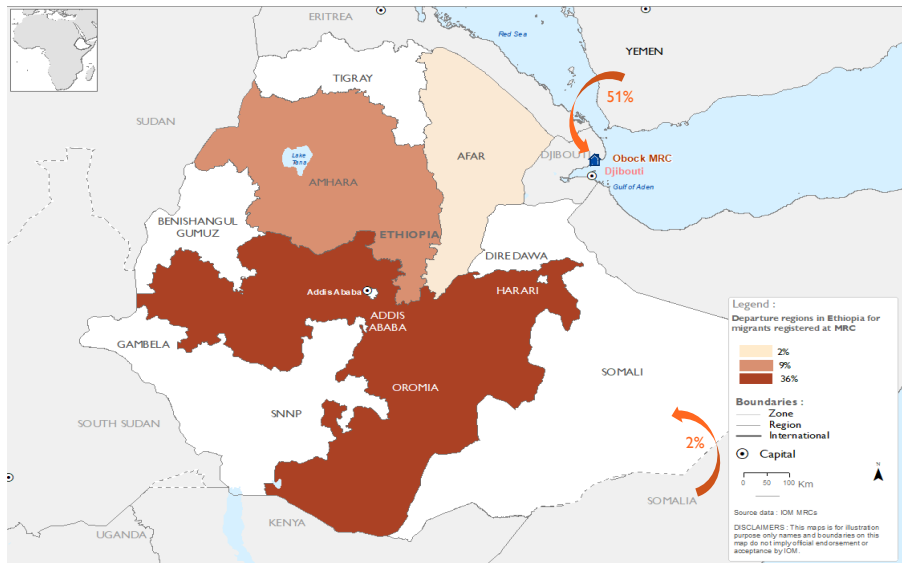 ERITREA
Red Sea
YEMEN
TIGRAY
51%
SUDAN
Lake
Tana
AFAR
DJIBOUTI
Obock MRC
Djibouti
AMHARA
Gulf of Aden
BENISHANGUL
GUMUZ
ETHIOPIA
DIRE DAWA
Addis Ababa
HARARI
ADDIS
ABABA
GAMBELA
SOMALI
OROMIA
SNNP
SOUTH SUDAN
2%
SOMALIA
KENYA
UGANDA
Legend :
Departure regions in Ethiopia for
migrants registered at MRC
2%
9%
36%
Boundaries :
Zone
Region
International
Capital
N
0 50 100 Km
Source data : IOM MRCs
DISCLAIMERS : This maps is for illustration
purpose only names and boundaries on this
map do not imply official endorsement or
acceptance by IOM.